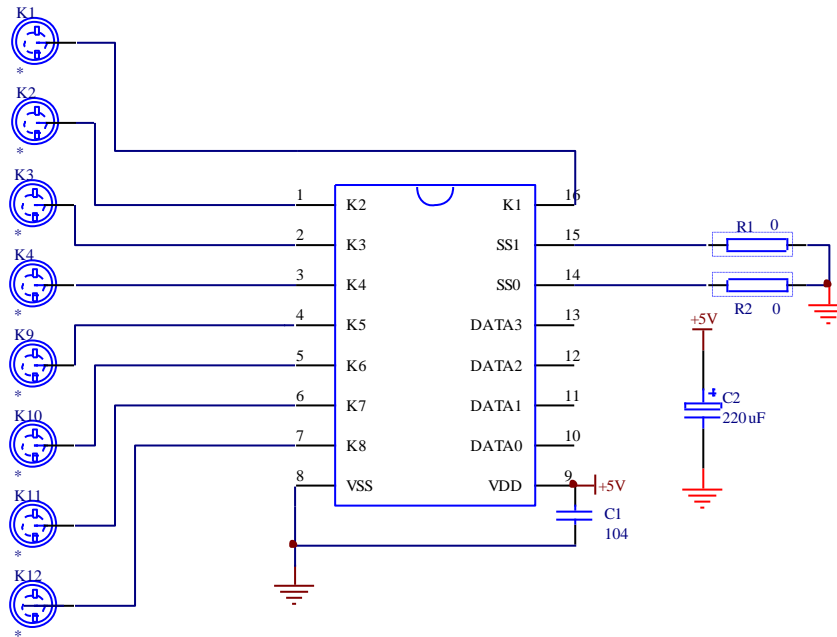 K1
*
K2
*
K3
*
K4
*
K9
*
K10
*
K11
*
K12
*
1 K2 K1 16
2 K3 SS1 15
3 K4 SS0 14
4 K5 DATA3 13
5 K6 DATA2 12
6 K7 DATA1 11
7 K8 DATA0 10
8 VSS VDD 9
+5V
C1
104
R1 0
R2 0
+5V
+
C2
220uF